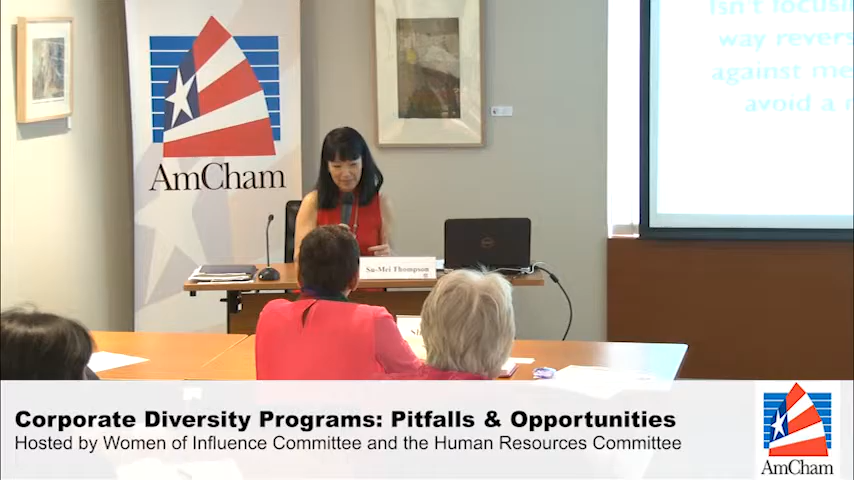 Isn't focusi
way revers
against me
avoid a
AmCham
Su-Mei Thompson
Corporate Diversity Programs: Pitfalls & Opportunities
Hosted by Women of Influence Committee and the Human Resources Committee
AmCham